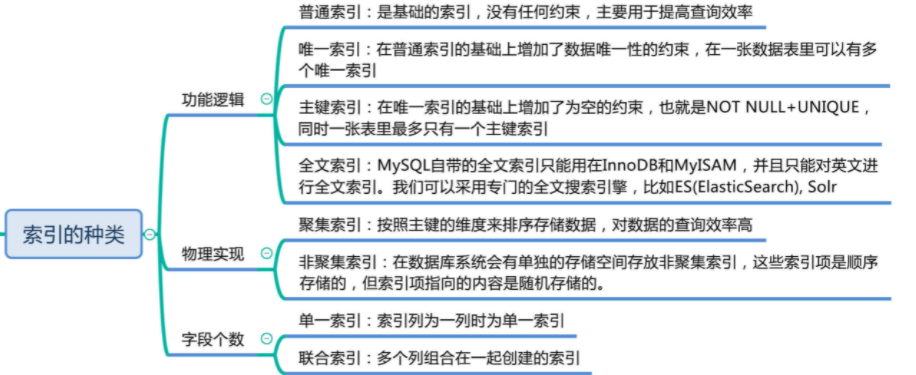 索引的种类
功能逻辑
普通索引：是基础的索引，没有任何约束，主要用于提高查询效率
唯一索引：在普通索引的基础上增加了数据唯一性的约束，在一张数据表里可以有多
个唯一索引
主键索引：在唯一索引的基础上增加了为空的约束，也就是NOT NULL+UNIQUE，
同时一张表里最多只有一个主键索引
全文索引：MySQL自带的全文索引只能用在InnoDB和MyISAM，并且只能对英文进
行全文索引。我们可以采用专门的全文搜索引擎，比如ES(ElasticSearch), Solr
物理实现
聚集索引：按照主键的维度来排序存储数据，对数据的查询效率高
非聚集索引：在数据库系统会有单独的存储空间存放非聚集索引，这些索引项是顺序
存储的，但索引项指向的内容是随机存储的。
字段个数
单一索引：索引列为一列时为单一索引
联合索引：多个列组合在一起创建的索引